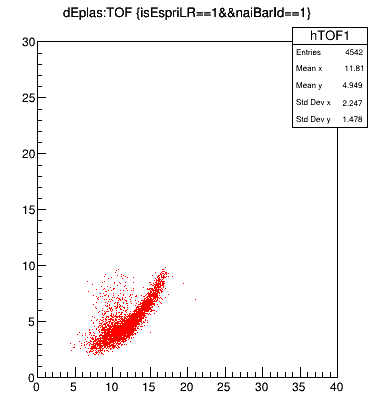 dEplas:TOF {isEspriLR==1&&naiBarId==1}
hTOF1
Entries 4542
Mean x 11.81
Mean y 4.949
Std Dev x 2.247
Std Dev y 1.478
30
25
20
15
10
5
0
0 5 10 15 20 25 30 35 40